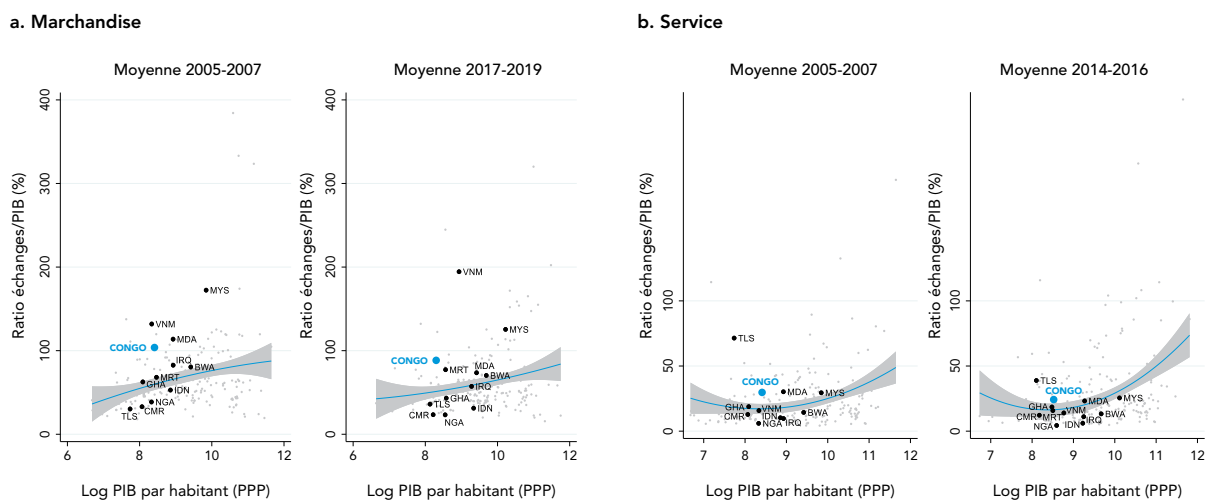 a. Marchandise
b. Service
Moyenne 2005-2007
Moyenne 2017-2019
Moyenne 2005-2007
Moyenne 2014-2016
Ratio échanges/PIB (%)
400
300
200
100
0
MYS
VNM
MDA
CONGO
IRQ
BWA
MRT
GHA
IDN
NGA
TLS
CMR
6 7 8 9 10 11 12
Log PIB par habitant (PPP)
Ratio échanges/PIB (%)
400
300
200
100
0
VNM
MYS
CONGO
MRT
MDA
BWA
IRQ
GHA
TLS
IDN
CMR
NGA
6 7 8 9 10 11 12
Log PIB par habitant (PPP)
Ratio échanges/PIB (%)
100
50
0
TLS
CONGO
MDA
MYS
GHA
VNM
CMR
IDN
BWA
NGA
IRQ
7 8 9 10 11 12
Log PIB par habitant (PPP)
Ratio échanges/PIB (%)
100
50
0
TLS
CONGO
MDA
MYS
GHA
VNM
CMR
MRT
BWA
IRQ
NGA
IDN
7 8 9 10 11 12
Log PIB par habitant (PPP)